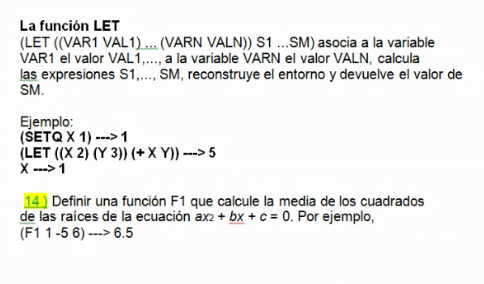 La función LET
(LET ((VAR1 VAL1) ... (VARN VALN)) S1 ...SM) asocia a la variable
VAR1 el valor VAL1,..., a la variable VARN el valor VALN, calcula
las expresiones S1,..., SM, reconstruye el entorno y devuelve el valor de
SM.
Ejemplo:
(SETQ X 1) ---> 1
(LET ((X 2) (Y 3)) (+ X Y)) ---> 5
X ---> 1
14.) Definir una función F1 que calcule la media de los cuadrados
de las raíces de la ecuación ax2 + bx + c = 0. Por ejemplo,
(F1 1 -5 6) ---> 6.5